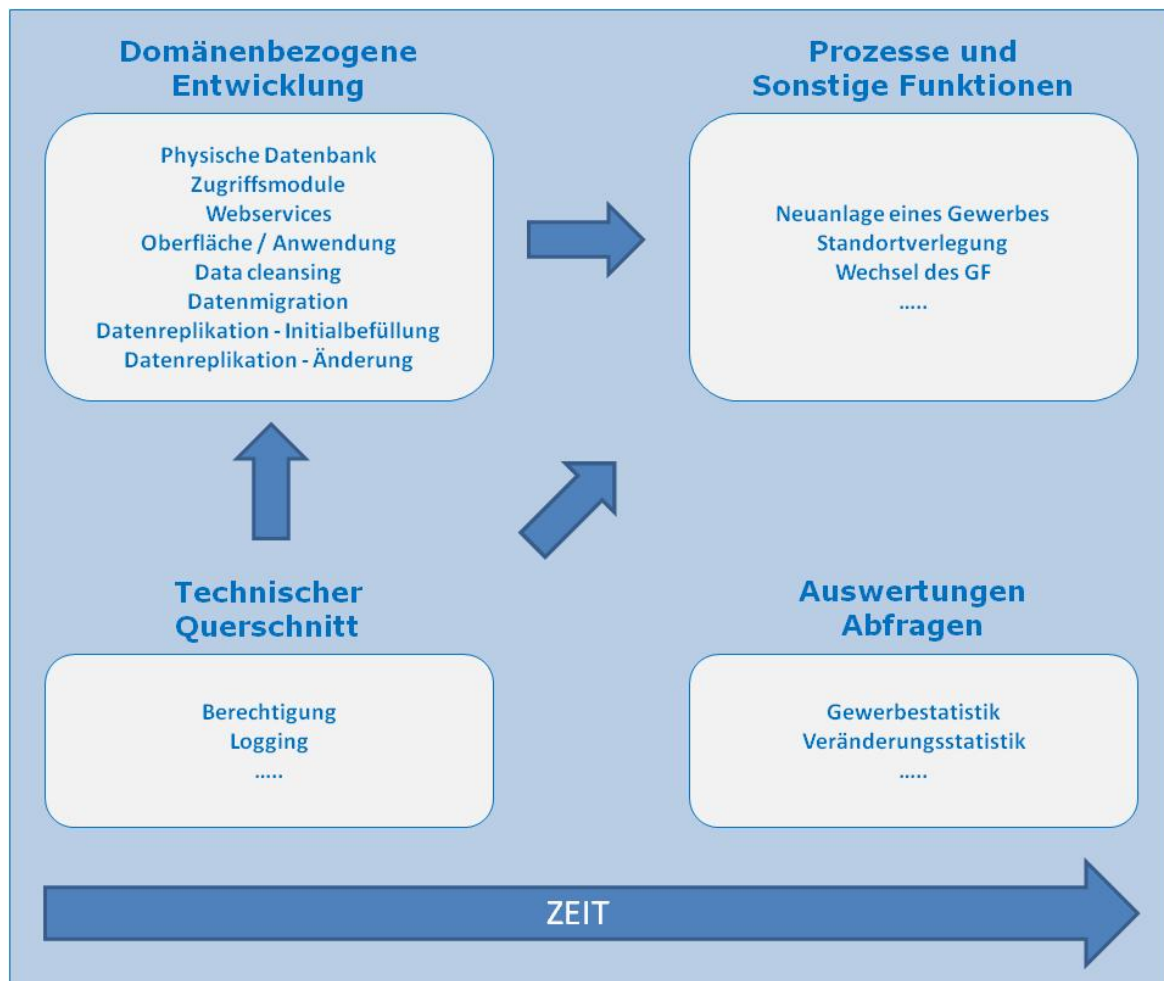 Domänenbezogene
Entwicklung
Physische Datenbank
Zugriffsmodule
Webservices
Oberfläche / Anwendung
Data cleansing
Datenmigration
Datenreplikation - Initialbefüllung
Datenreplikation - Änderung
Prozesse und
Sonstige Funktionen
Neuanlage eines Gewerbes
Standortverlegung
Wechsel des GF
.....
Technischer
Querschnitt
Berechtigung
Logging
.....
Auswertungen
Abfragen
Gewerbestatistik
Veränderungsstatistik
.....
ZEIT